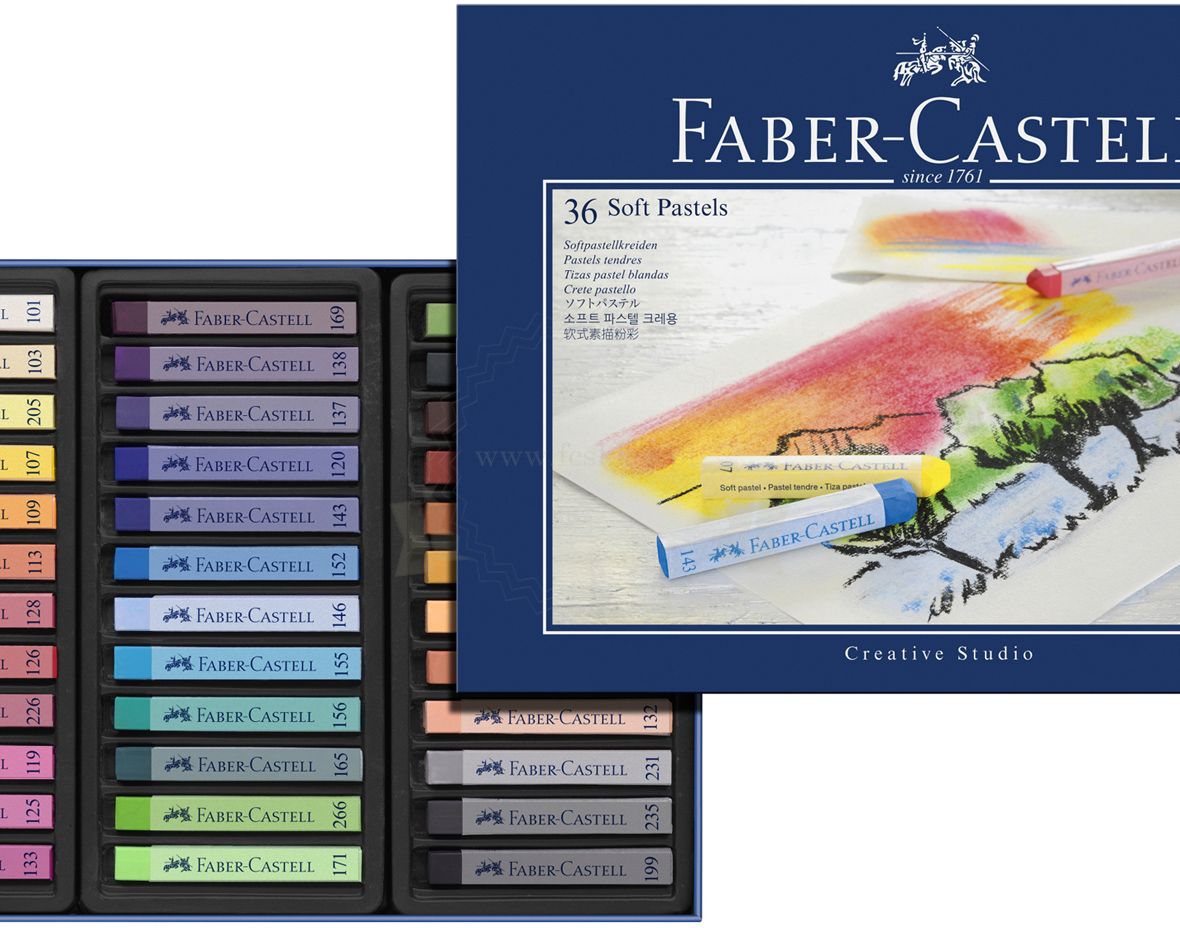 FABER-CASTELL
since 1761
36 Soft Pastels
Softpastellkreiden
Pastels tendres
Tizas pastel blandas
Crete pastello
ソフトパステル
소프트 파스텔 크레용
软式素描粉彩
FABER-CASTELL
FABER-CASTELL
Soft pastel • Pastel tendre • Tiza pastel
143 FABER-CASTELL
Creative Studio
101
103
205
107
109
113
128
126
226
119
125
133
FABER-CASTELL 169
FABER-CASTELL 138
FABER-CASTELL 137
FABER-CASTELL 120
FABER-CASTELL 143
FABER-CASTELL 152
FABER-CASTELL 146
FABER-CASTELL 155
FABER-CASTELL 156
FABER-CASTELL 165
FABER-CASTELL 266
FABER-CASTELL 171
FABER-CASTELL 132
FABER-CASTELL 231
FABER-CASTELL 235
FABER-CASTELL 199